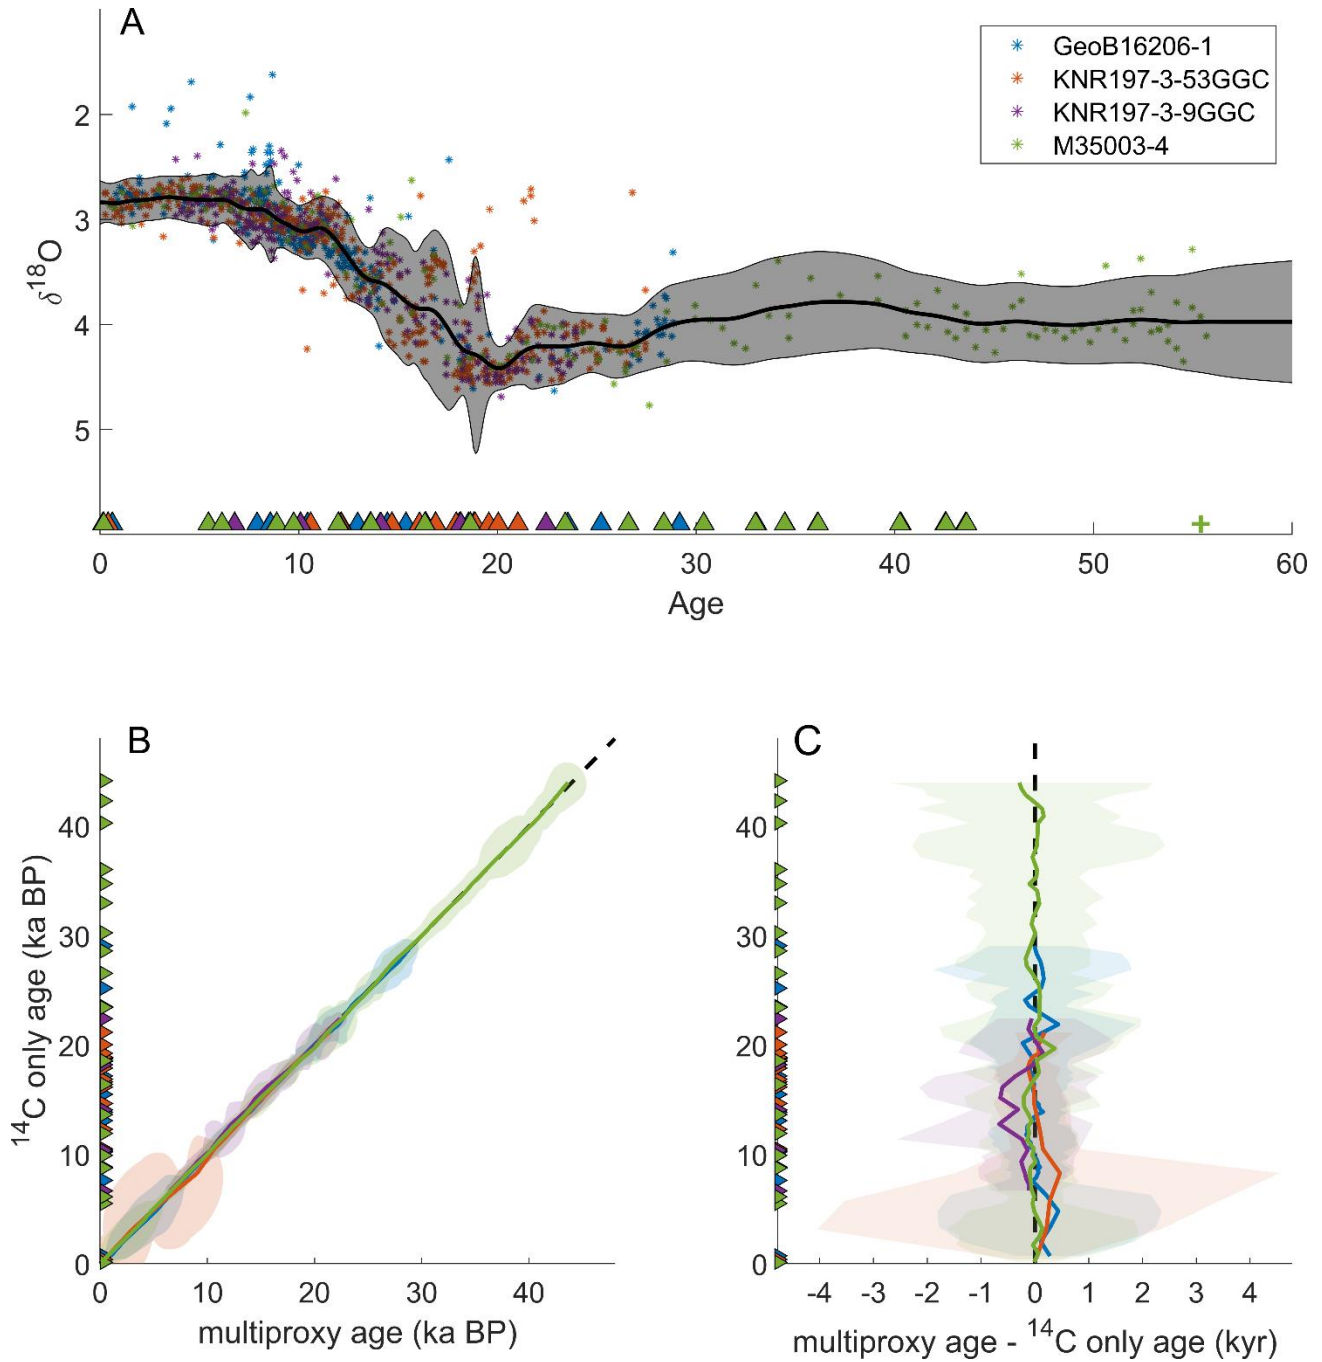 A
GeoB16206-1
KNR197-3-53GGC
KNR197-3-9GGC
M35003-4
2
3
4
5
δ18O
0 10 20 30 40 50 60
Age
B
40
30
20
10
0
14C only age (ka BP)
0 10 20 30 40
multiproxy age (ka BP)
C
40
30
20
10
0
-4 -3 -2 -1 0 1 2 3 4
multiproxy age - 14C only age (kyr)